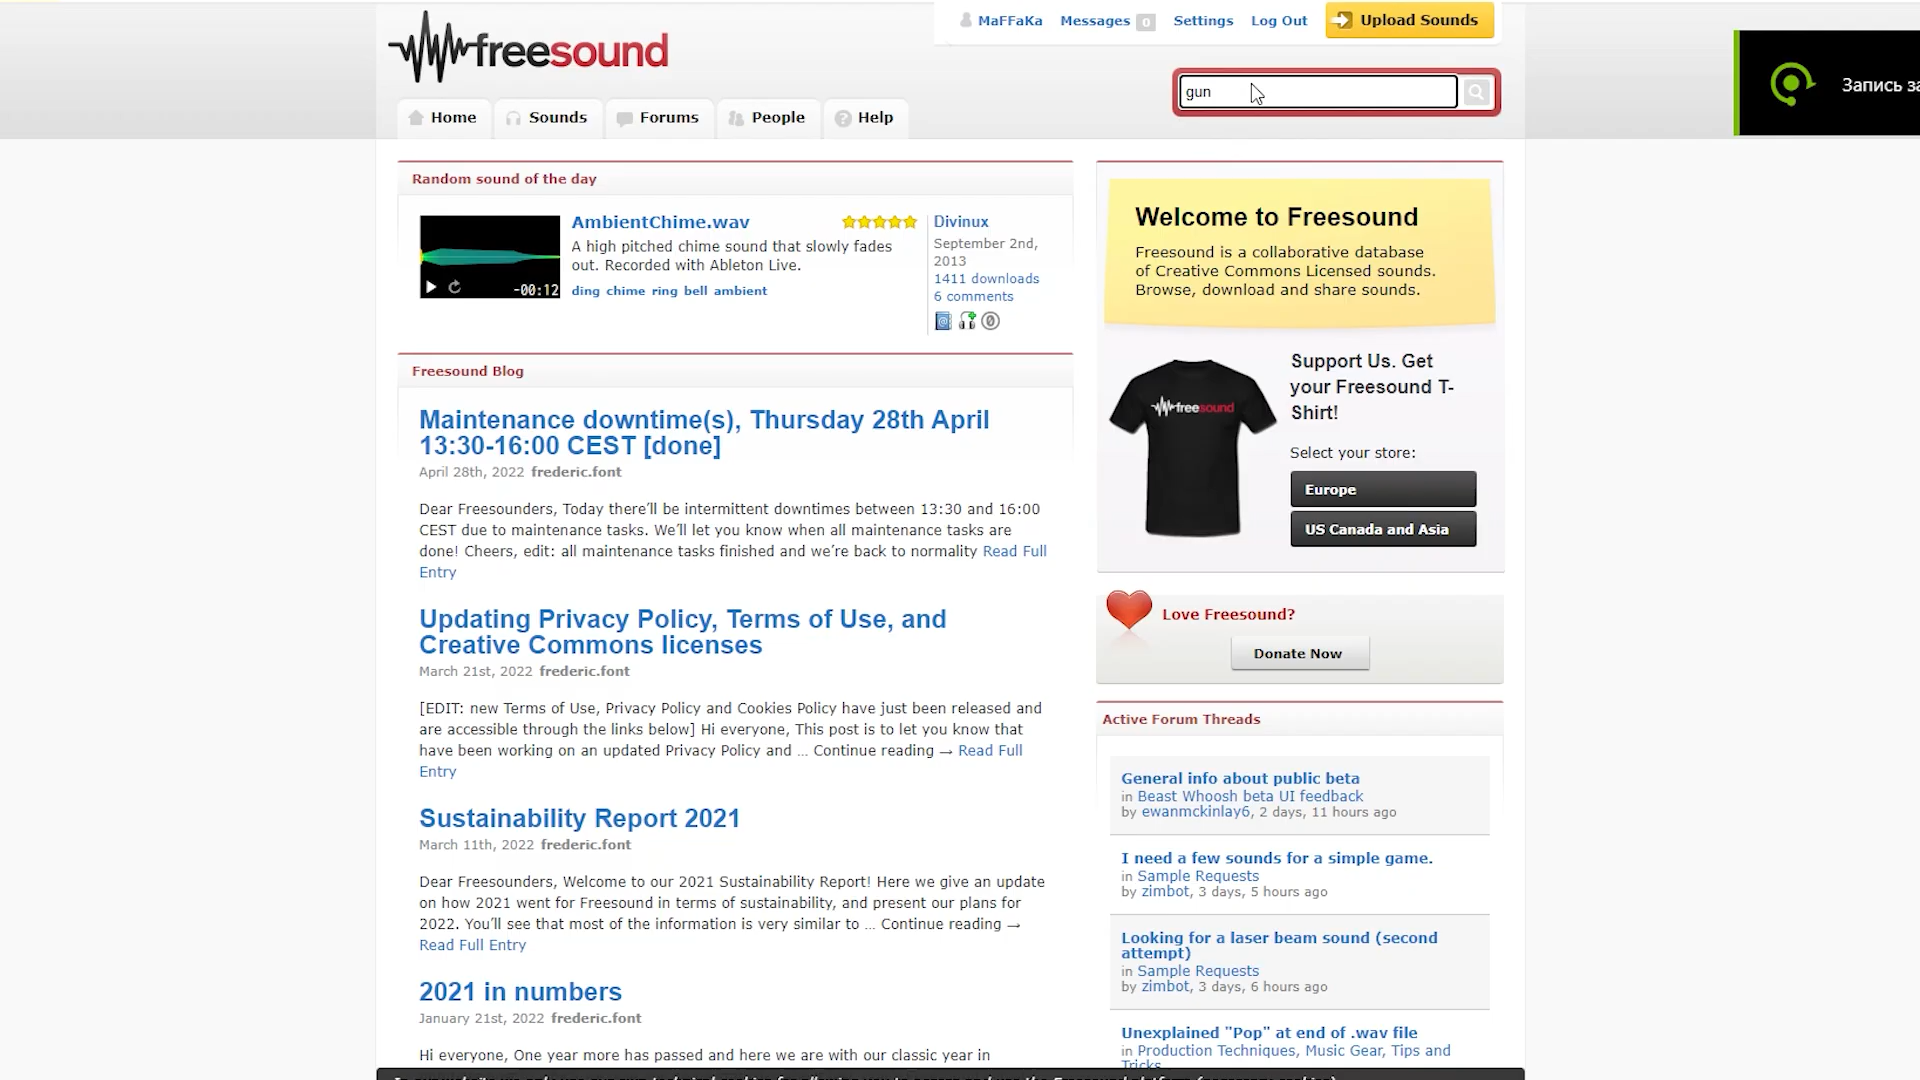 MaFFaKa Messages 0 Settings Log Out Upload Sounds
freesound
gun
Запись за
Home Sounds Forums People Help
Random sound of the day
AmbientChime.wav
A high pitched chime sound that slowly fades
out. Recorded with Ableton Live.
ding chime ring bell ambient
-00:12
Divinux
September 2nd,
2013
1411 downloads
6 comments
Freesound Blog
Maintenance downtime(s), Thursday 28th April
13:30-16:00 CEST [done]
April 28th, 2022 frederic.font
Dear Freesounders, Today there’ll be intermittent downtimes between 13:30 and 16:00
CEST due to maintenance tasks. We’ll let you know when all maintenance tasks are
done! Cheers, edit: all maintenance tasks finished and we’re back to normality Read Full
Entry
Updating Privacy Policy, Terms of Use, and
Creative Commons licenses
March 21st, 2022 frederic.font
[EDIT: new Terms of Use, Privacy Policy and Cookies Policy have just been released and
are accessible through the links below] Hi everyone, This post is to let you know that
have been working on an updated Privacy Policy and … Continue reading → Read Full
Entry
Sustainability Report 2021
March 11th, 2022 frederic.font
Dear Freesounders, Welcome to our 2021 Sustainability Report! Here we give an update
on how 2021 went for Freesound in terms of sustainability, and present our plans for
2022. You’ll see that most of the information is very similar to … Continue reading →
Read Full Entry
2021 in numbers
January 21st, 2022 frederic.font
Hi everyone, One year more has passed and here we are with our classic year in
Welcome to Freesound
Freesound is a collaborative database
of Creative Commons Licensed sounds.
Browse, download and share sounds.
freesound
Support Us. Get
your Freesound T-
Shirt!
Select your store:
Europe
US Canada and Asia
Love Freesound?
Donate Now
Active Forum Threads
General info about public beta
in Beast Whoosh beta UI feedback
by ewanmckinlay6, 2 days, 11 hours ago
I need a few sounds for a simple game.
in Sample Requests
by zimbot, 3 days, 5 hours ago
Looking for a laser beam sound (second
attempt)
in Sample Requests
by zimbot, 3 days, 6 hours ago
Unexplained "Pop" at end of .wav file
in Production Techniques, Music Gear, Tips and
Tricks